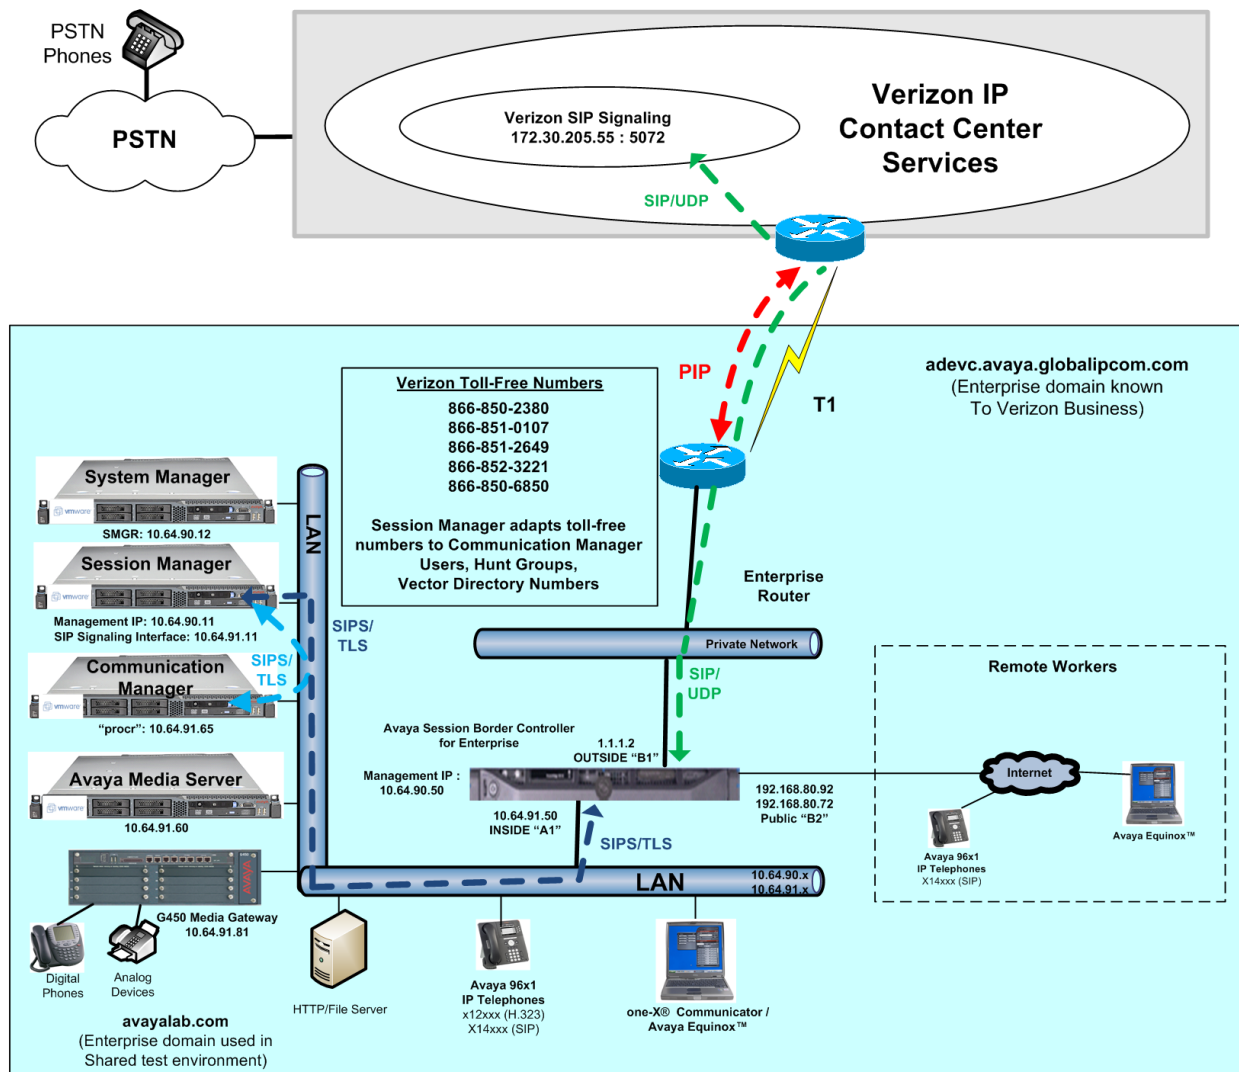 PSTN
Phones
PSTN
Verizon SIP Signaling
172.30.205.55 : 5072
Verizon IP
Contact Center
Services
SIP/UDP
PIP
T1
adevc.avaya.globalipcom.com
(Enterprise domain known
To Verizon Business)
Verizon Toll-Free Numbers
866-850-2380
866-851-0107
866-851-2649
866-852-3221
866-850-6850
Session Manager adapts toll-free
numbers to Communication Manager
Users, Hunt Groups,
Vector Directory Numbers
System Manager
vmware
SMGR: 10.64.90.12
Session Manager
vmware
Management IP: 10.64.90.11
SIP Signaling Interface: 10.64.91.11
Communication
Manager
vmware
"procr": 10.64.91.65
Avaya Media Server
vmware
10.64.91.60
AVAYA
G450 Media Gateway
10.64.91.81
Digital
Phones
Analog
Devices
avayalab.com
(Enterprise domain used in
Shared test environment)
LAN
SIPS/
TLS
SIPS/
TLS
Enterprise
Router
Private Network
SIP/
UDP
Avaya Session Border Controller
for Enterprise
1.1.1.2
OUTSIDE "B1"
Management IP :
10.64.90.50
10.64.91.50
INSIDE "A1"
SIPS/TLS
192.168.80.92
192.168.80.72
Public "B2"
Remote Workers
Internet
Avaya 96x1
IP Telephones
X14xxx (SIP)
Avaya Equinox™
LAN
10.64.90.x
10.64.91.x
HTTP/File Server
Avaya 96x1
IP Telephones
x12xxx (H.323)
X14xxx (SIP)
one-X® Communicator /
Avaya Equinox™